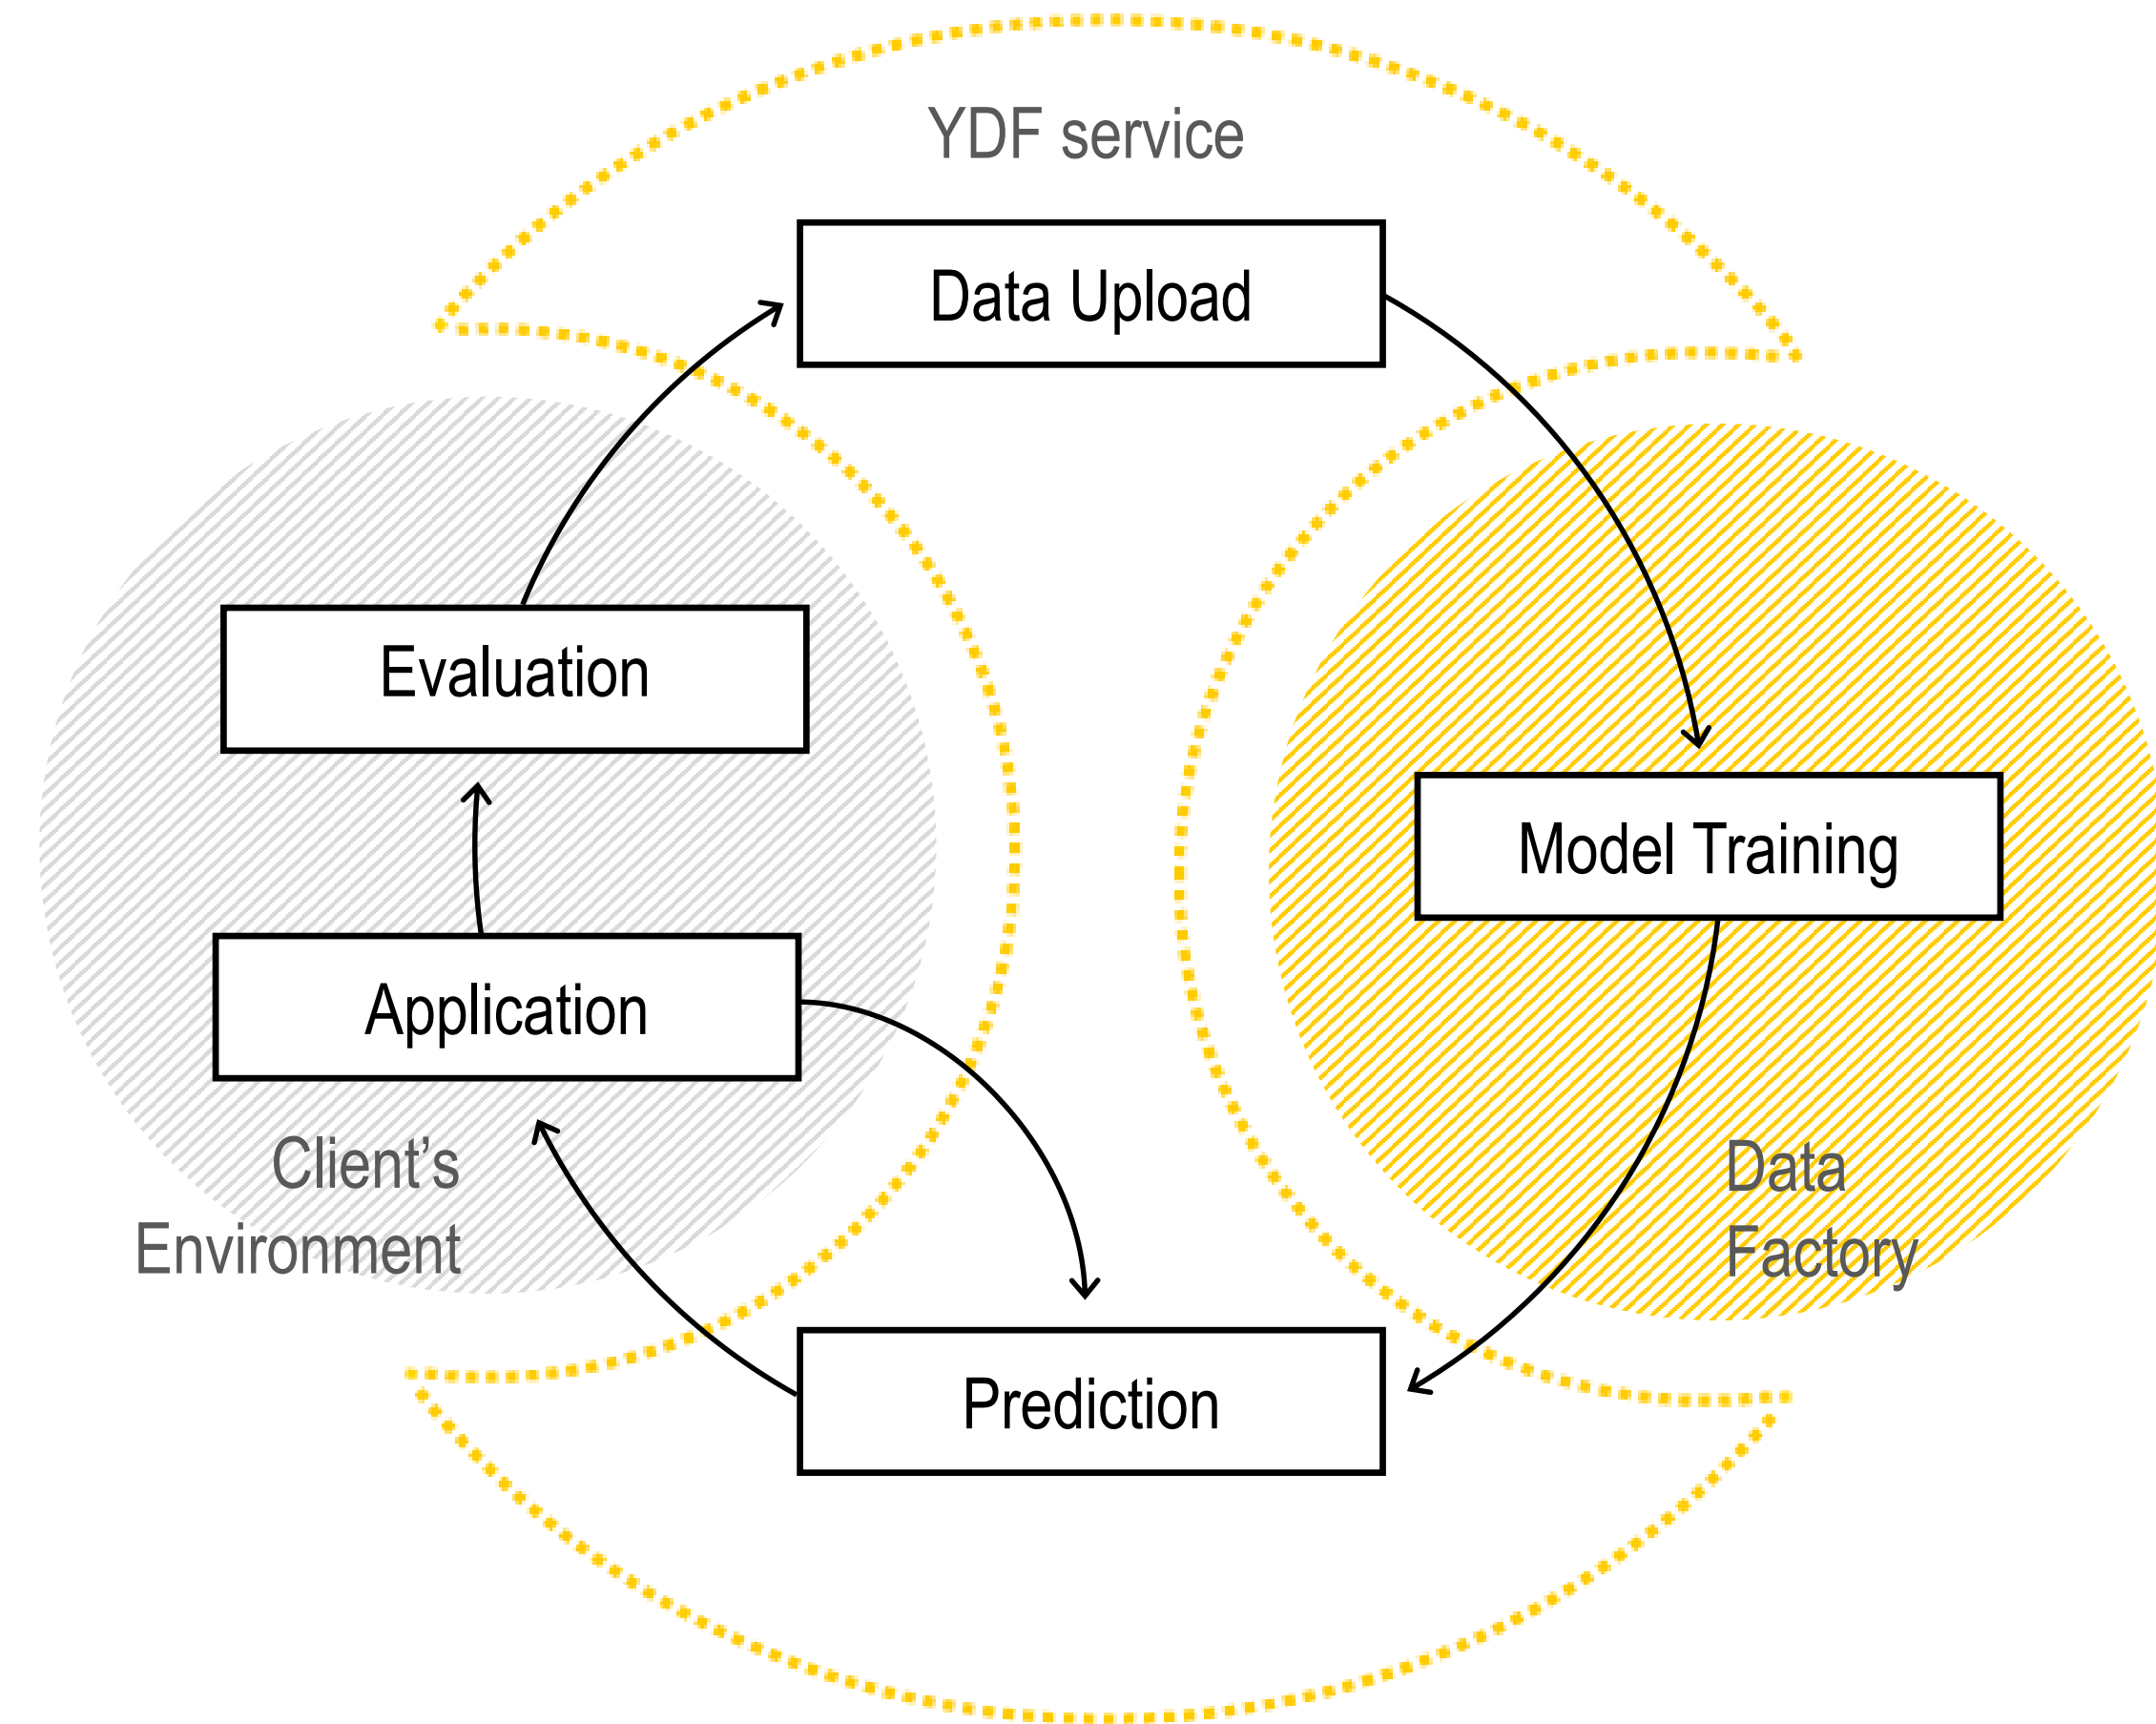 YDF service
Data Upload
Evaluation
Model Training
Application
Client’s
Environment
Data
Factory
Prediction